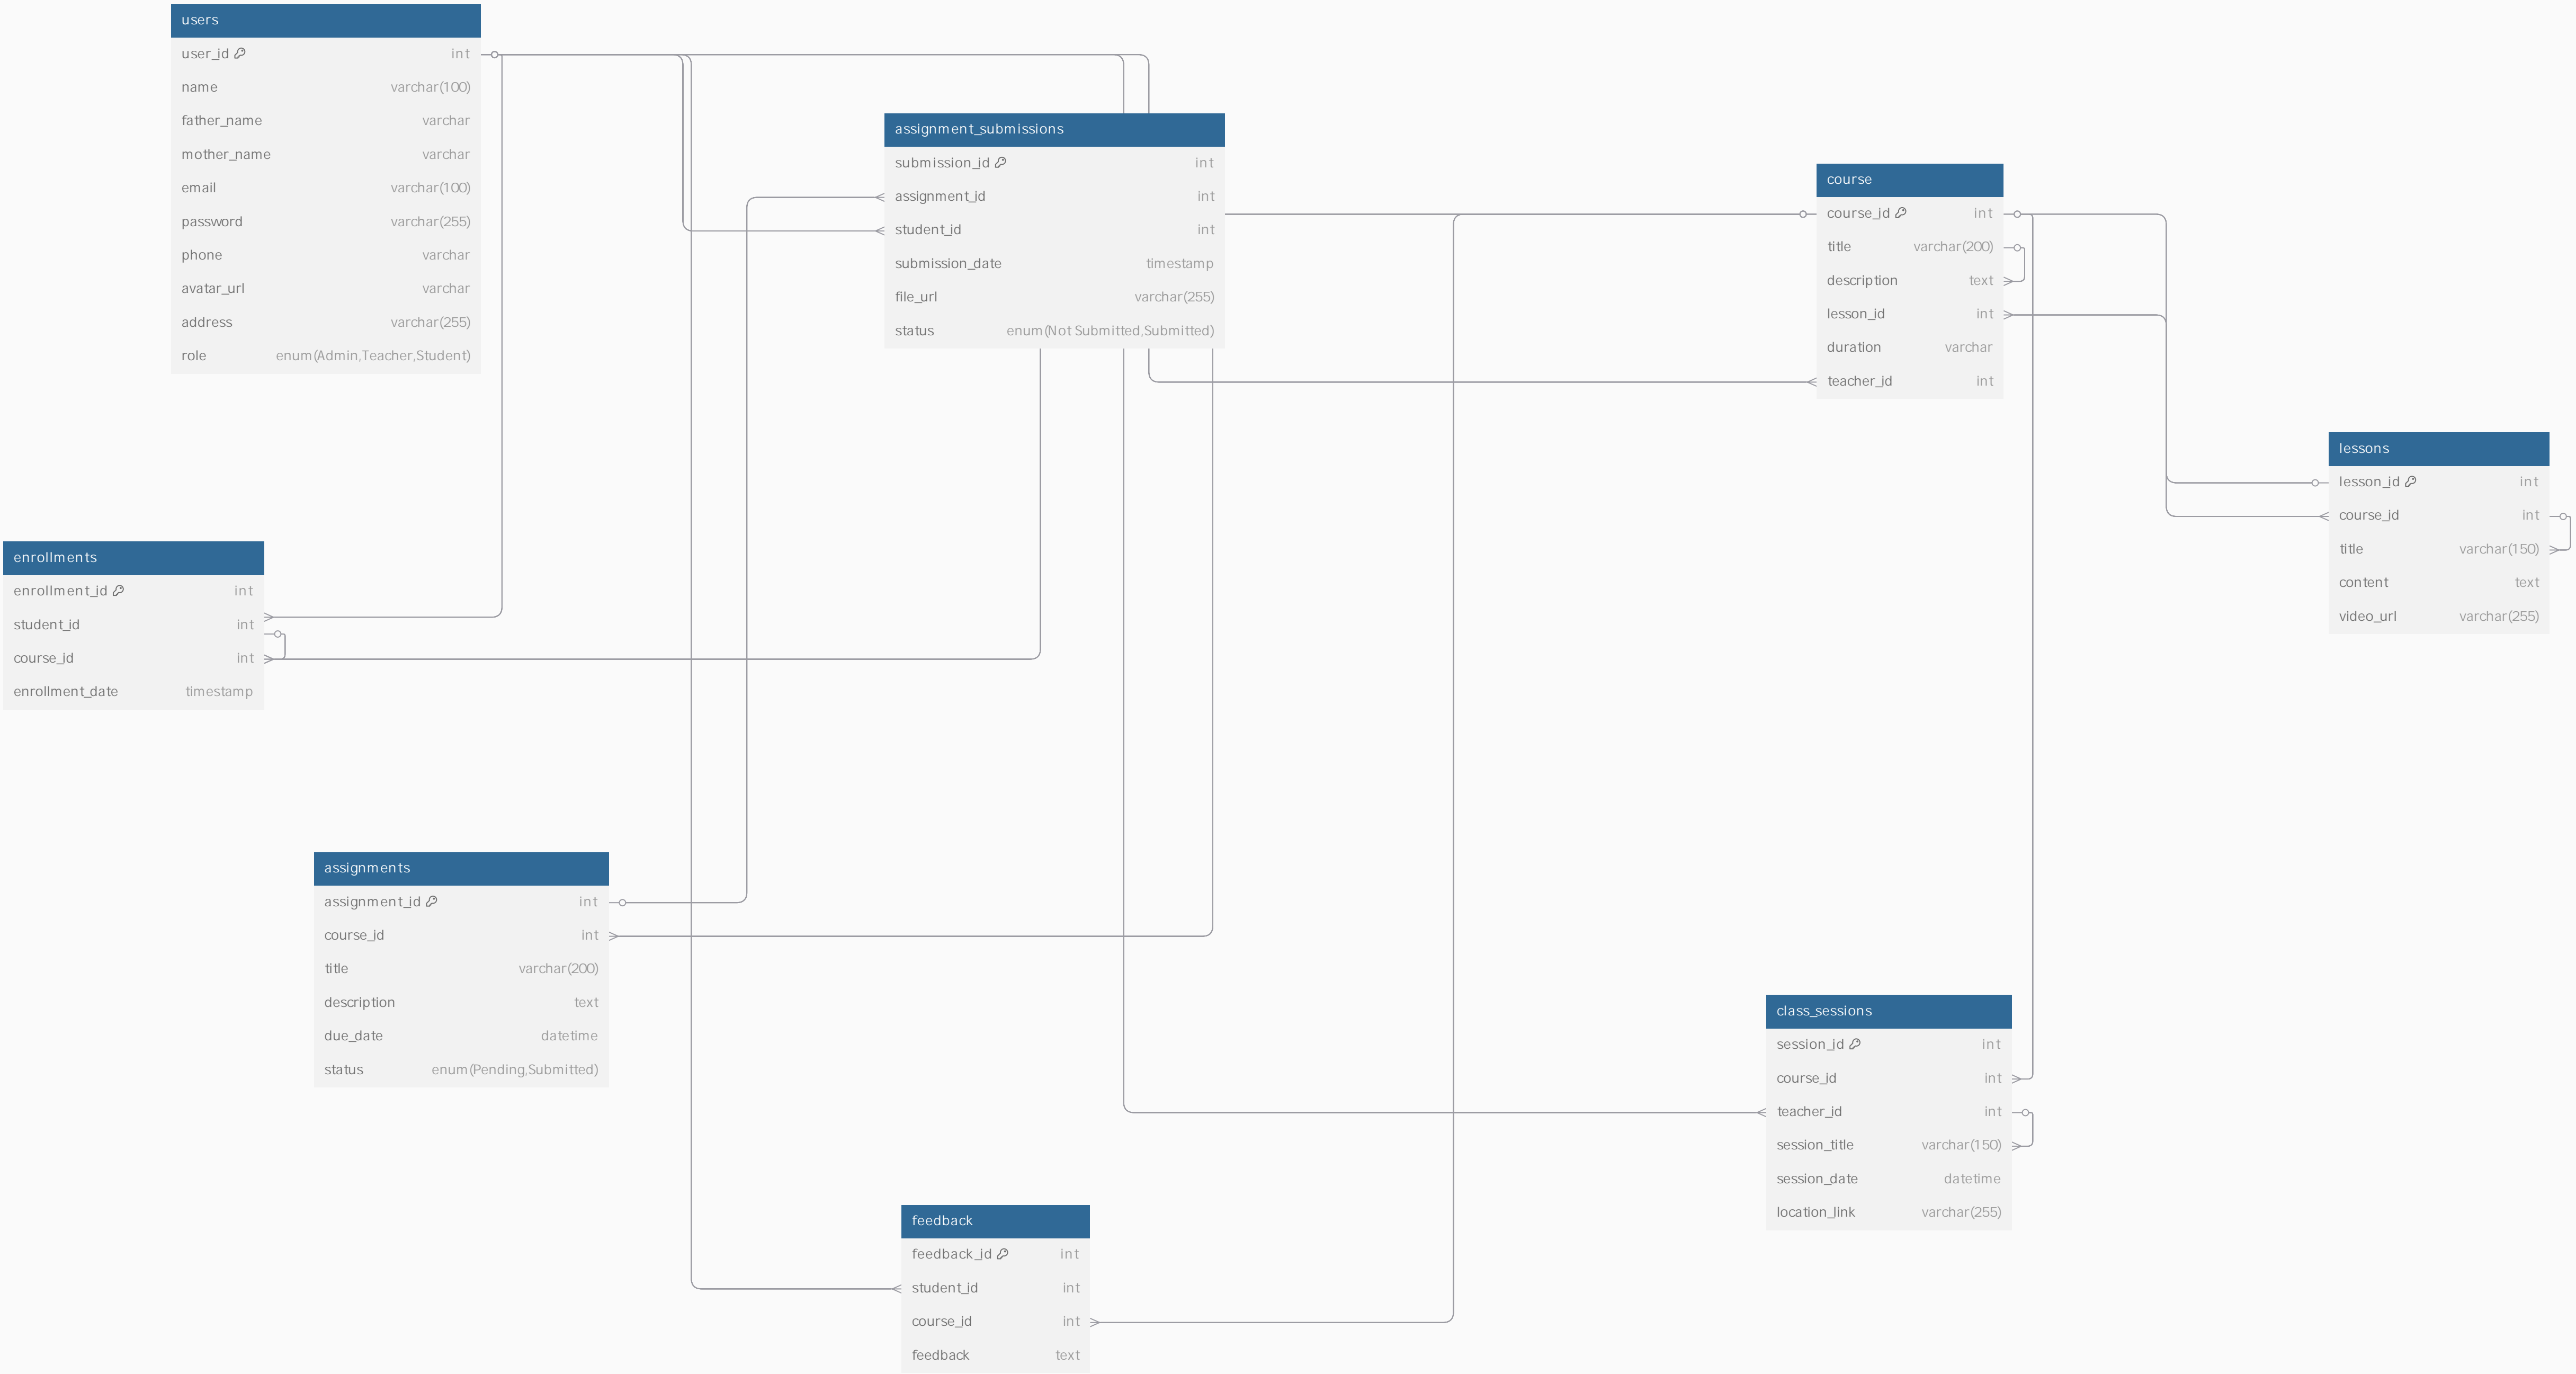 users
user_id int
name varchar(100)
father_name varchar
mother_name varchar
email varchar(100)
password varchar(255)
phone varchar
avatar_url varchar
address varchar(255)
role enum(Admin,Teacher,Student)
assignment_submissions
submission_id int
assignment_id int
student_id int
submission_date timestamp
file_url varchar(255)
status enum(Not Submitted,Submitted)
course
course_id int
title varchar(200)
description text
lesson_id int
duration varchar
teacher_id int
lessons
lesson_id int
course_id int
title varchar(150)
content text
video_url varchar(255)
enrollments
enrollment_id int
student_id int
course_id int
enrollment_date timestamp
assignments
assignment_id int
course_id int
title varchar(200)
description text
due_date datetime
status enum(Pending,Submitted)
class_sessions
session_id int
course_id int
teacher_id int
session_title varchar(150)
session_date datetime
location_link varchar(255)
feedback
feedback_id int
student_id int
course_id int
feedback text